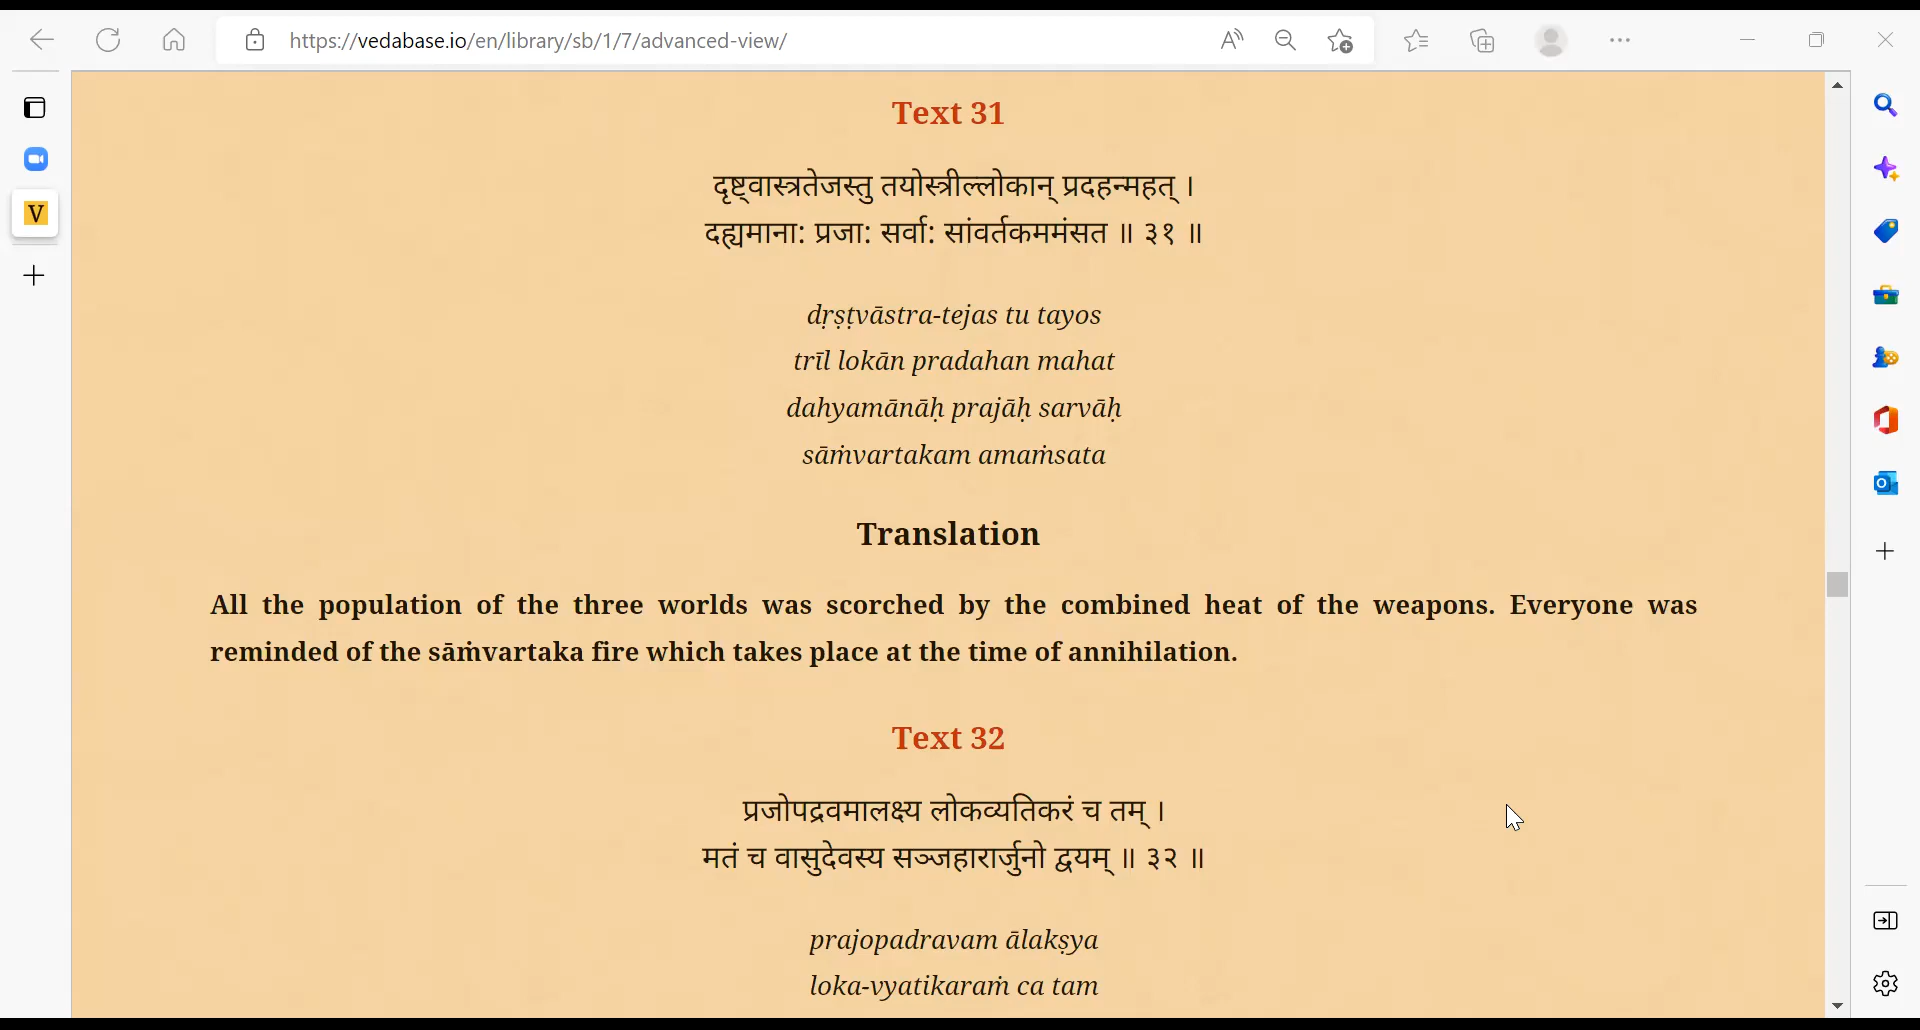 https://vedabase.io/en/library/sb/1/7/advanced-view/
Text 31
दृष्ट्वास्त्रतेजस्तु तयोस्त्रील्लोकान् प्रदहन्महत् ।
दह्यमाना: प्रजा: सर्वा: सांवर्तकममंसत ॥ ३१ ॥
dṛṣṭvāstra-tejas tu tayos
trīl lokān pradahan mahat
dahyamānāḥ prajāḥ sarvāḥ
sāṁvartakam amaṁsata
Translation
All the population of the three worlds was scorched by the combined heat of the weapons. Everyone was
reminded of the sāṁvartaka fire which takes place at the time of annihilation.
Text 32
प्रजोपद्रवमालक्ष्य लोकव्यतिकरं च तम् ।
मतं च वासुदेवस्य सञ्जहारार्जुनो द्वयम् ॥ ३२ ॥
prajopadravam ālakṣya
loka-vyatikaraṁ ca tam